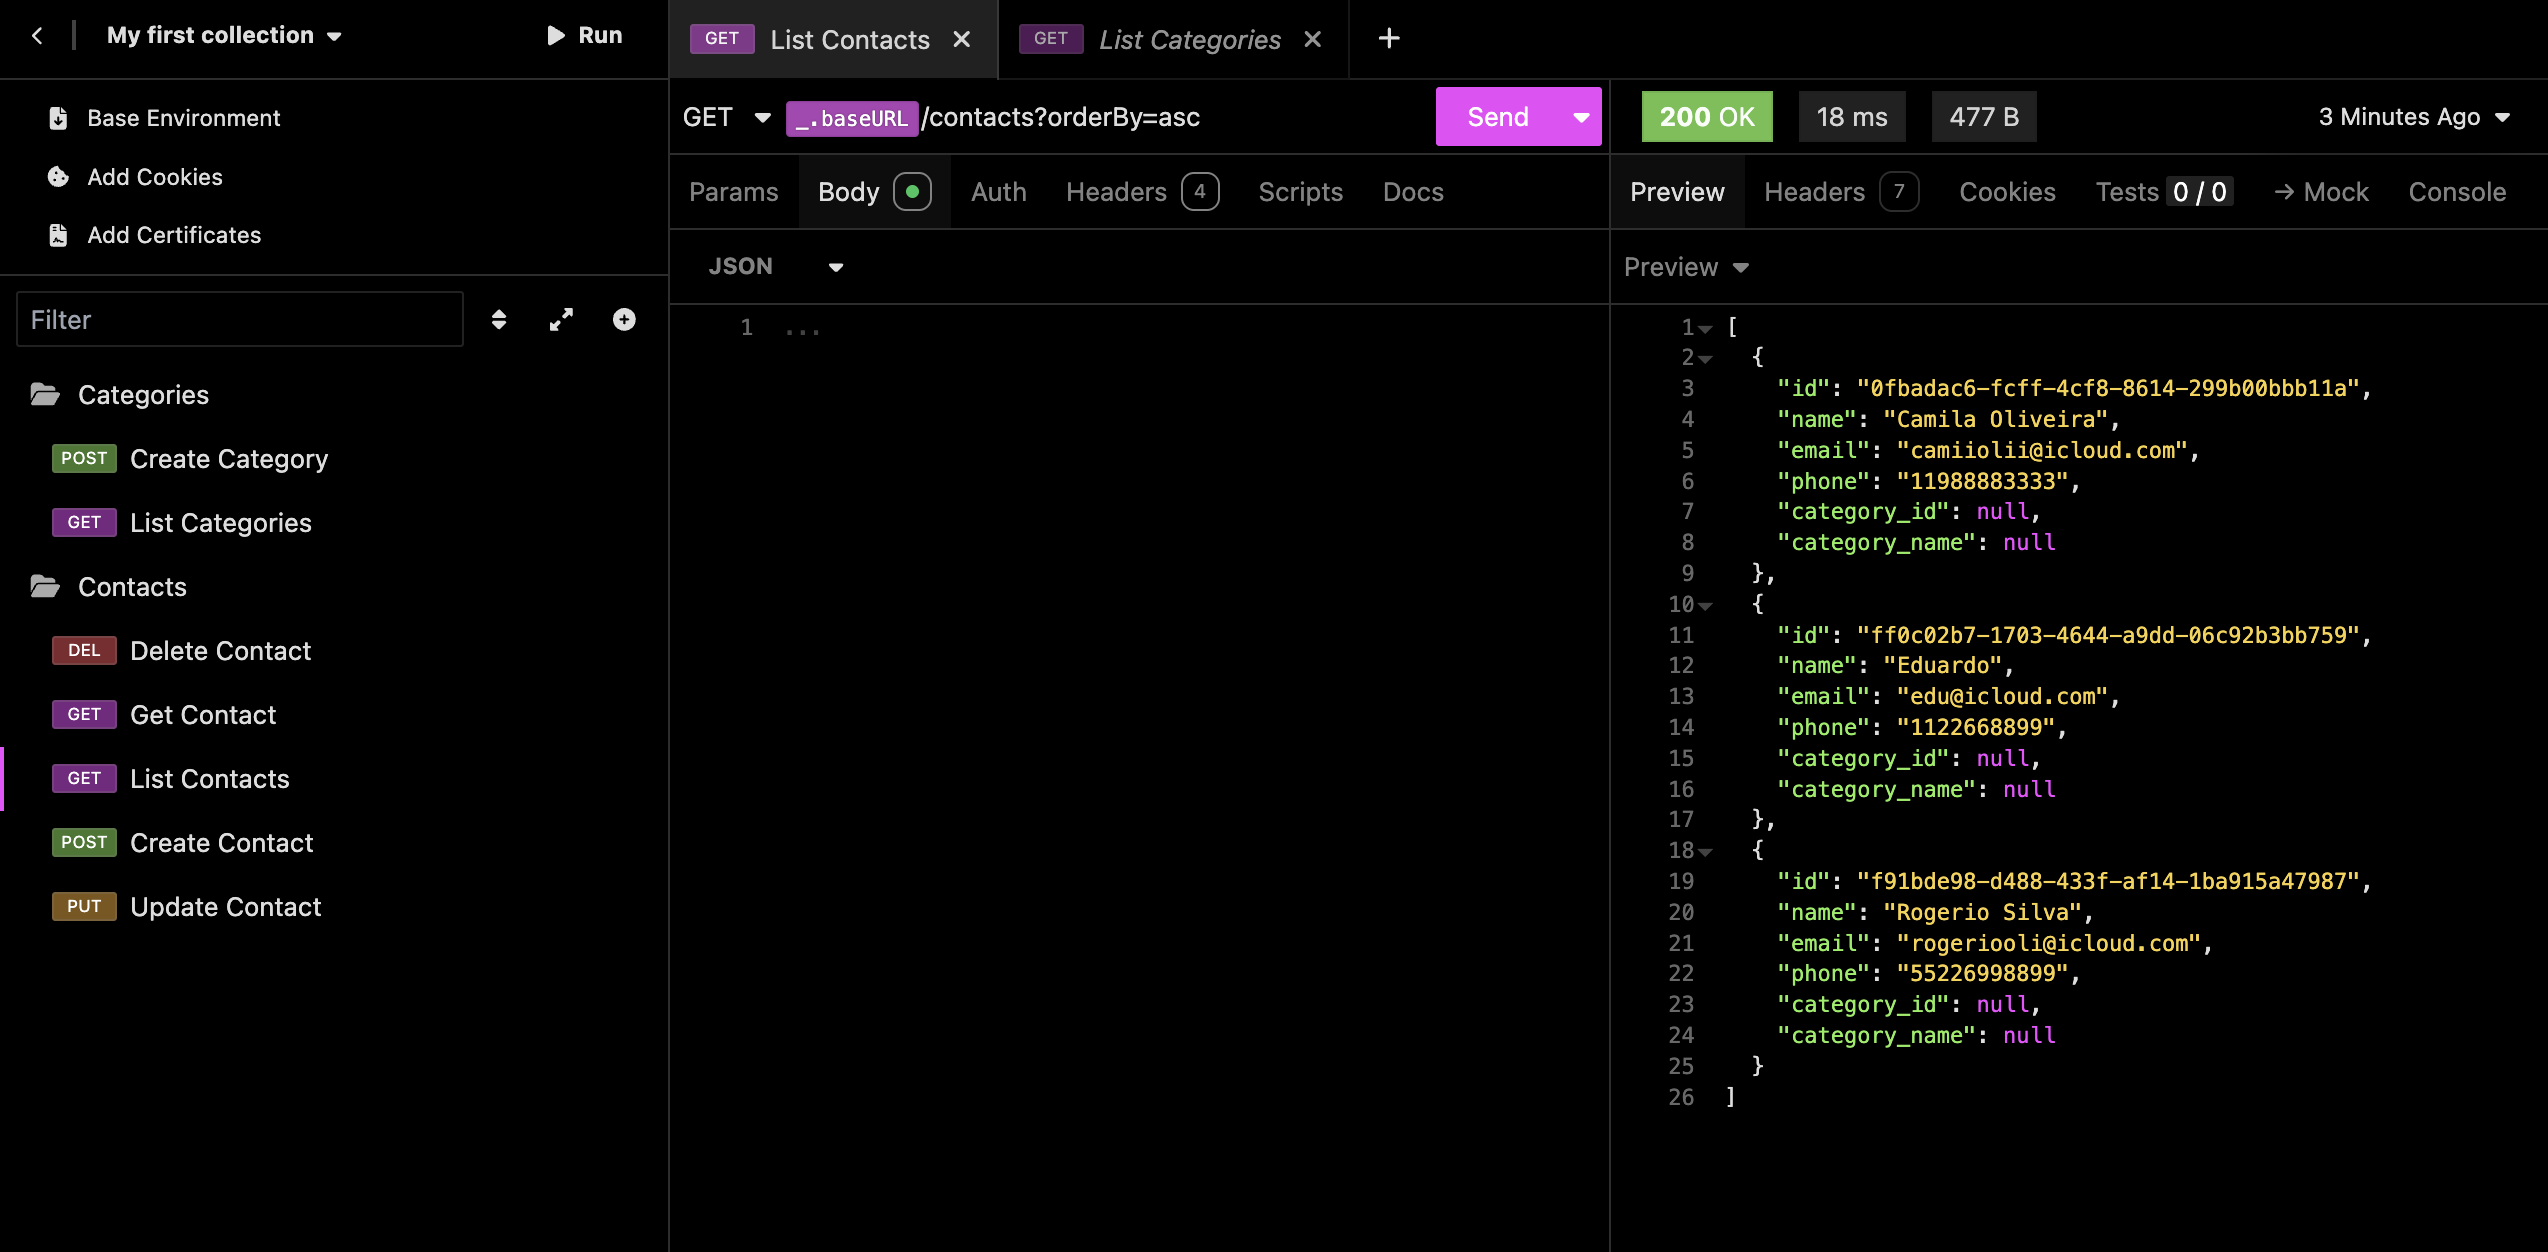 My first collection
Run
Base Environment
Add Cookies
Add Certificates
Filter
Categories
POST Create Category
GET List Categories
Contacts
DEL Delete Contact
GET Get Contact
GET List Contacts
POST Create Contact
PUT Update Contact
GET List Contacts
GET List Categories
GET _.baseURL/contacts?orderBy=asc
Send
Params Body Auth Headers 4 Scripts Docs
JSON
1 ...
200 OK 18 ms 477 B 3 Minutes Ago
Preview Headers 7 Cookies Tests 0 / 0 → Mock Console
Preview
1 [
2 {
3 "id": "0fbadac6-fcff-4cf8-8614-299b00bbb11a",
4 "name": "Camila Oliveira",
5 "email": "camiiolii@icloud.com",
6 "phone": "11988883333",
7 "category_id": null,
8 "category_name": null
9 },
10 {
11 "id": "ff0c02b7-1703-4644-a9dd-06c92b3bb759",
12 "name": "Eduardo",
13 "email": "edu@icloud.com",
14 "phone": "1122668899",
15 "category_id": null,
16 "category_name": null
17 },
18 {
19 "id": "f91bde98-d488-433f-af14-1ba915a47987",
20 "name": "Rogerio Silva",
21 "email": "rogeriooli@icloud.com",
22 "phone": "55226998899",
23 "category_id": null,
24 "category_name": null
25 }
26 ]